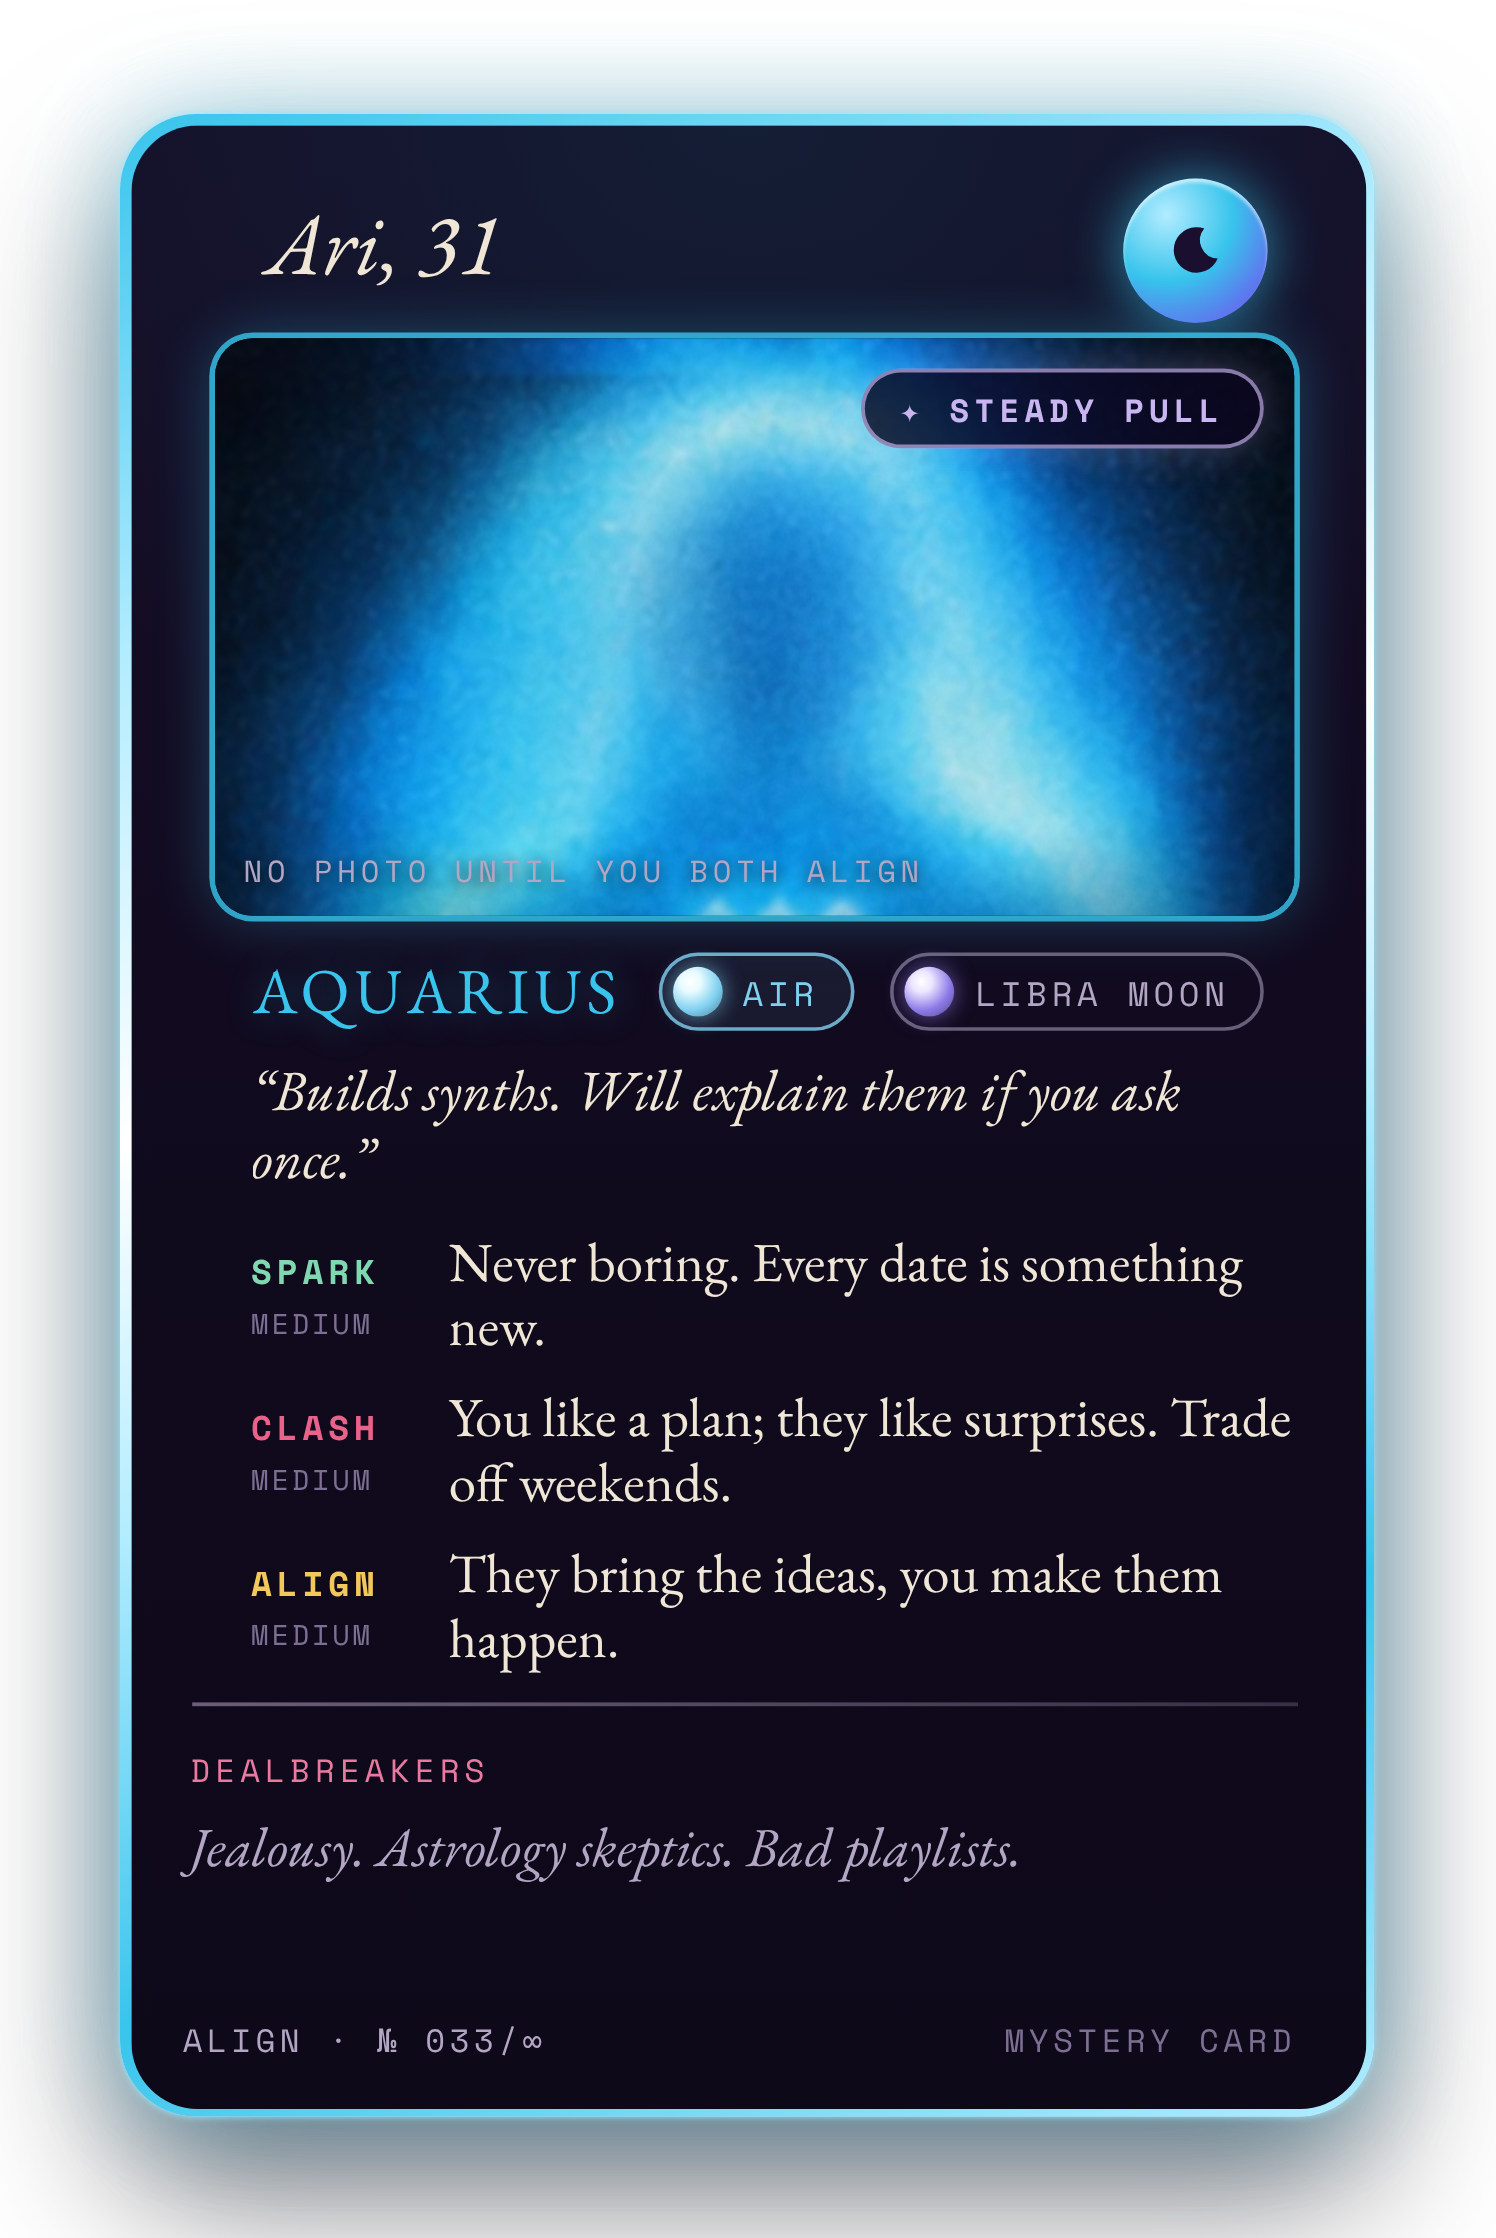 Ari, 31
✦ STEADY PULL
NO PHOTO UNTIL YOU BOTH ALIGN
AQUARIUS
AIR
LIBRA MOON
“Builds synths. Will explain them if you ask
once.”
SPARK
MEDIUM
Never boring. Every date is something
new.
CLASH
MEDIUM
You like a plan; they like surprises. Trade
off weekends.
ALIGN
MEDIUM
They bring the ideas, you make them
happen.
DEALBREAKERS
Jealousy. Astrology skeptics. Bad playlists.
ALIGN · № 033/∞
MYSTERY CARD